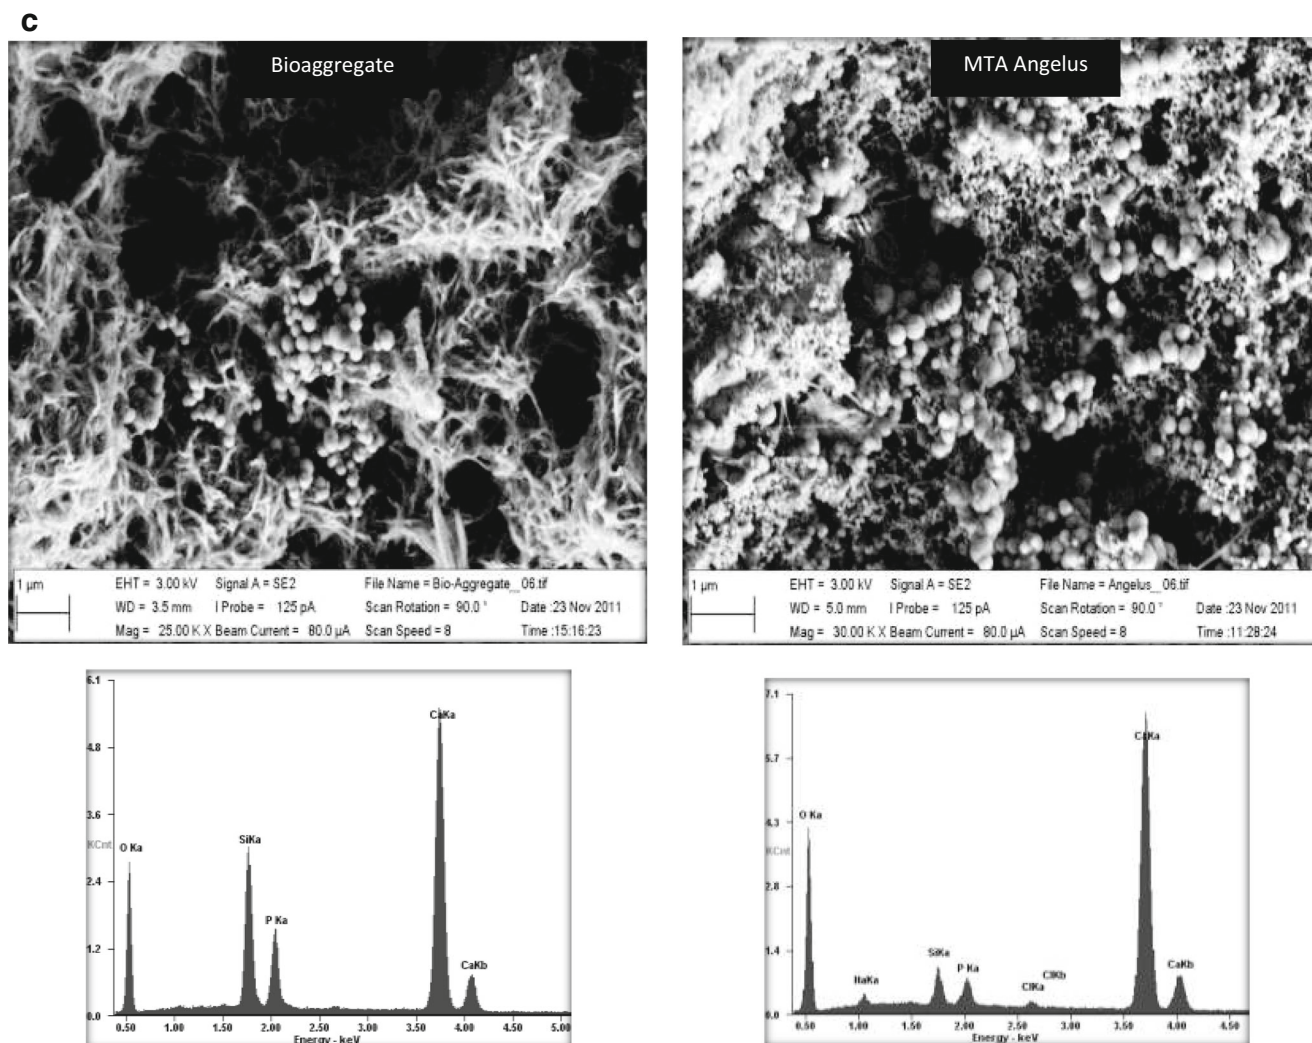 c
Bioaggregate
MTA Angelus
1 µm
EHT = 3.00 kV Signal A = SE2 File Name = Bio-Aggregate_06.tif
WD = 3.5 mm I Probe = 125 pA Scan Rotation = 90.0 ° Date :23 Nov 2011
Mag = 25.00 K X Beam Current = 80.0 µA Scan Speed = 8 Time :15:16:23
1 µm
EHT = 3.00 kV Signal A = SE2 File Name = Angelus_06.tif
WD = 5.0 mm I Probe = 125 pA Scan Rotation = 90.0 ° Date :23 Nov 2011
Mag = 30.00 K X Beam Current = 80.0 µA Scan Speed = 8 Time :11:28:24
6.1
CaKa
4.8
3.6
SiKa
KCnt
O Ka
2.4
P Ka
1.2
CaKb
0.0
0.50 1.00 1.50 2.00 2.50 3.00 3.50 4.00 4.50 5.00
Energy - keV
7.1
CaKa
5.7
4.3
O Ka
KCnt
2.8
1.4
SiKa
ClKb
P Ka
CaKb
NaKa
ClKa
0.0
0.50 1.00 1.50 2.00 2.50 3.00 3.50 4.00 4.50
Energy - keV